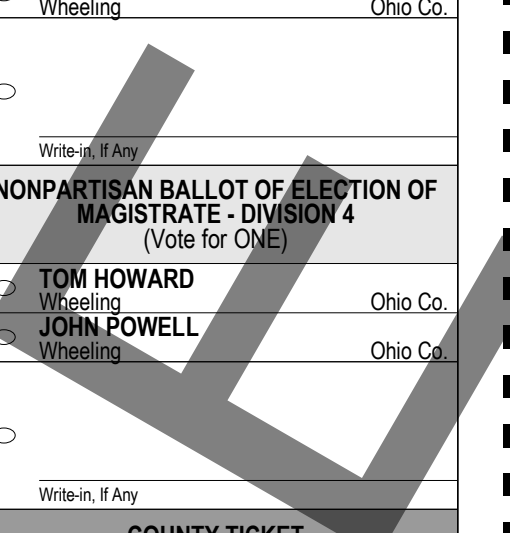 Wheeling Ohio Co.
Write-in, If Any
NONPARTISAN BALLOT OF ELECTION OF
MAGISTRATE - DIVISION 4
(Vote for ONE)
TOM HOWARD
Wheeling Ohio Co.
JOHN POWELL
Wheeling Ohio Co.
Write-in, If Any
COUNTY TICKET